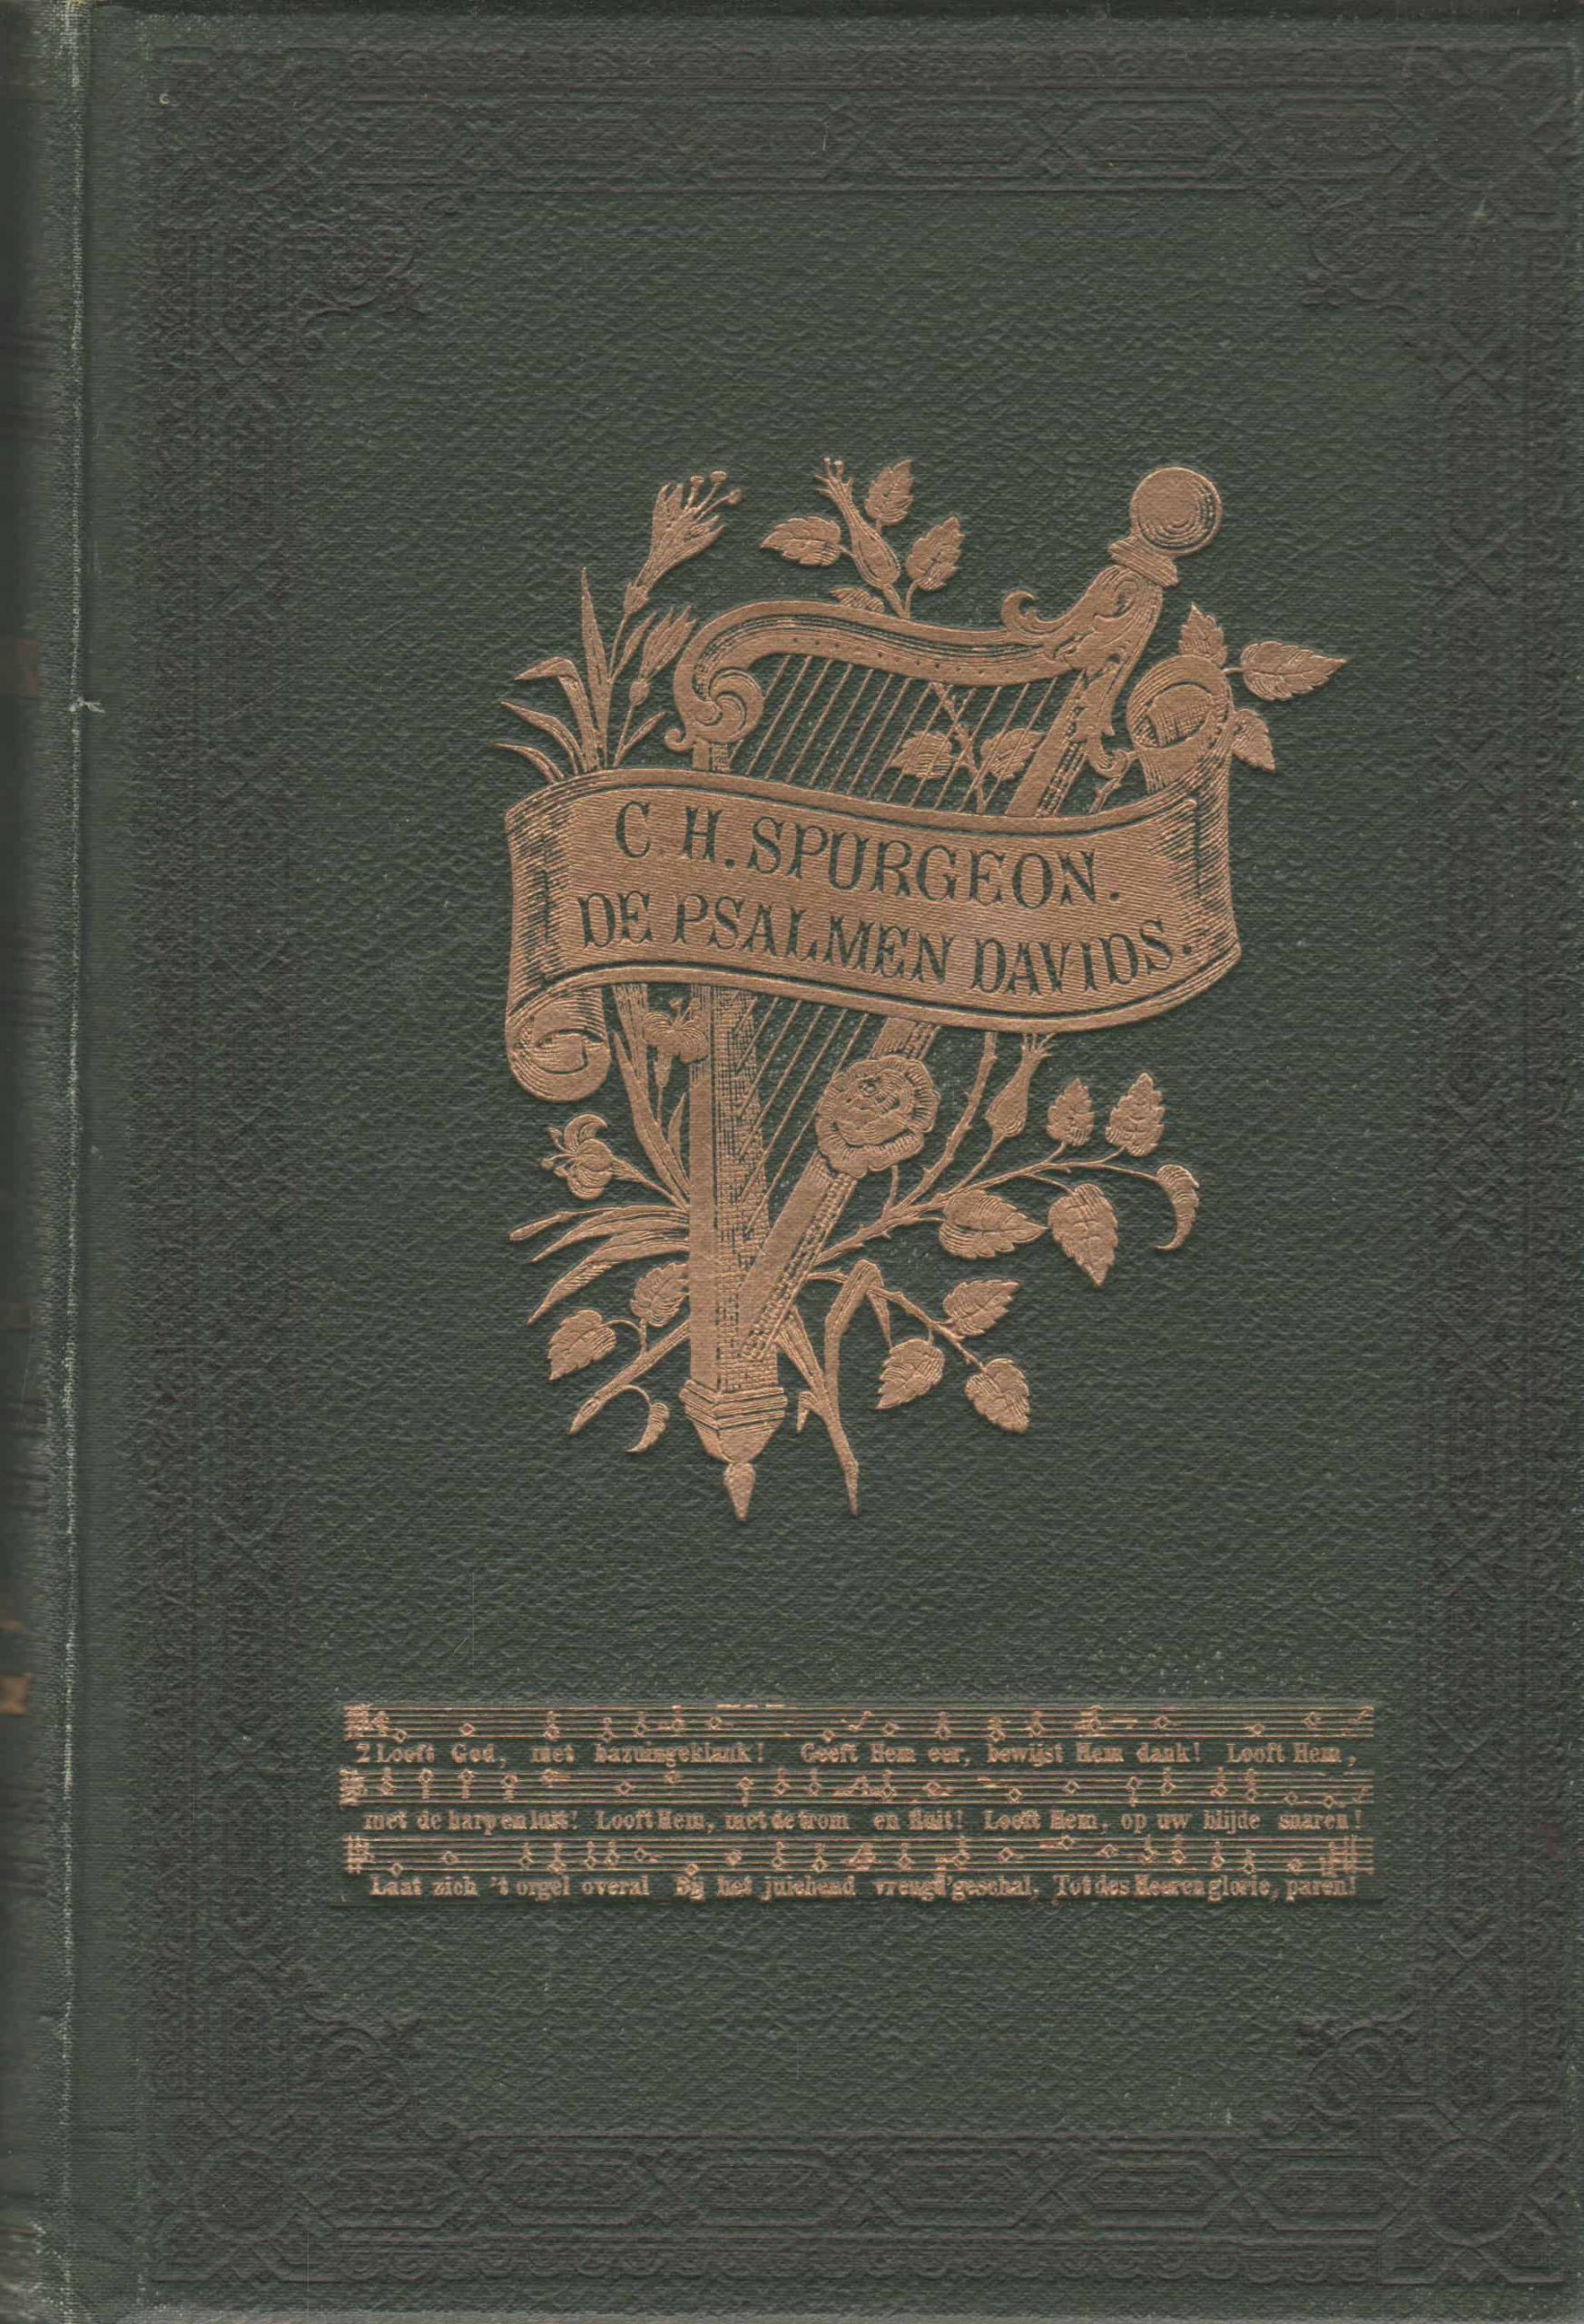 C. H. SPURGEON.
DE PSALMEN DAVIDS.
2 Looft God, met bazuingeklank! Geeft Hem eer, bewijst Hem dank! Looft Hem,
met de harp en luit! Looft Hem, met de trom en fluit! Looft Hem, op uw blijde snaren!
Laat zich 't orgel overal Bij het juichend vreugd'geschal, Tot des Heeren glorie, paren!